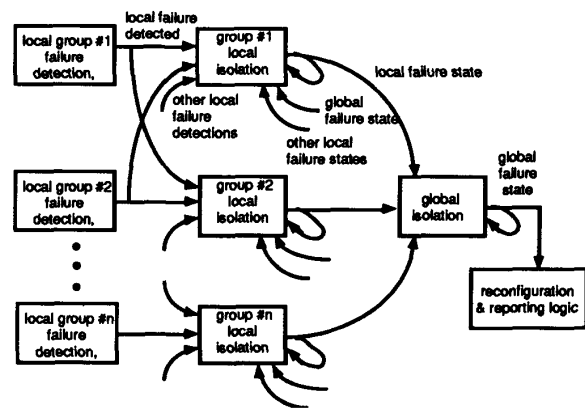 local group #1
failure
detection,
local failure
detected
group #1
local
isolation
local failure state
other local
failure
detections
global
failure state
other local
failure states
local group #2
failure
detection,
group #2
local
isolation
global
isolation
global
failure
state
local group #n
failure
detection,
group #n
local
isolation
reconfiguration
& reporting logic